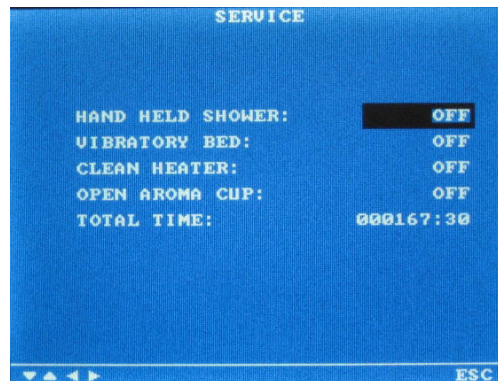 SERVICE
HAND HELD SHOWER: OFF
VIBRATORY BED: OFF
CLEAN HEATER: OFF
OPEN AROMA CUP: OFF
TOTAL TIME: 000167:30
ESC